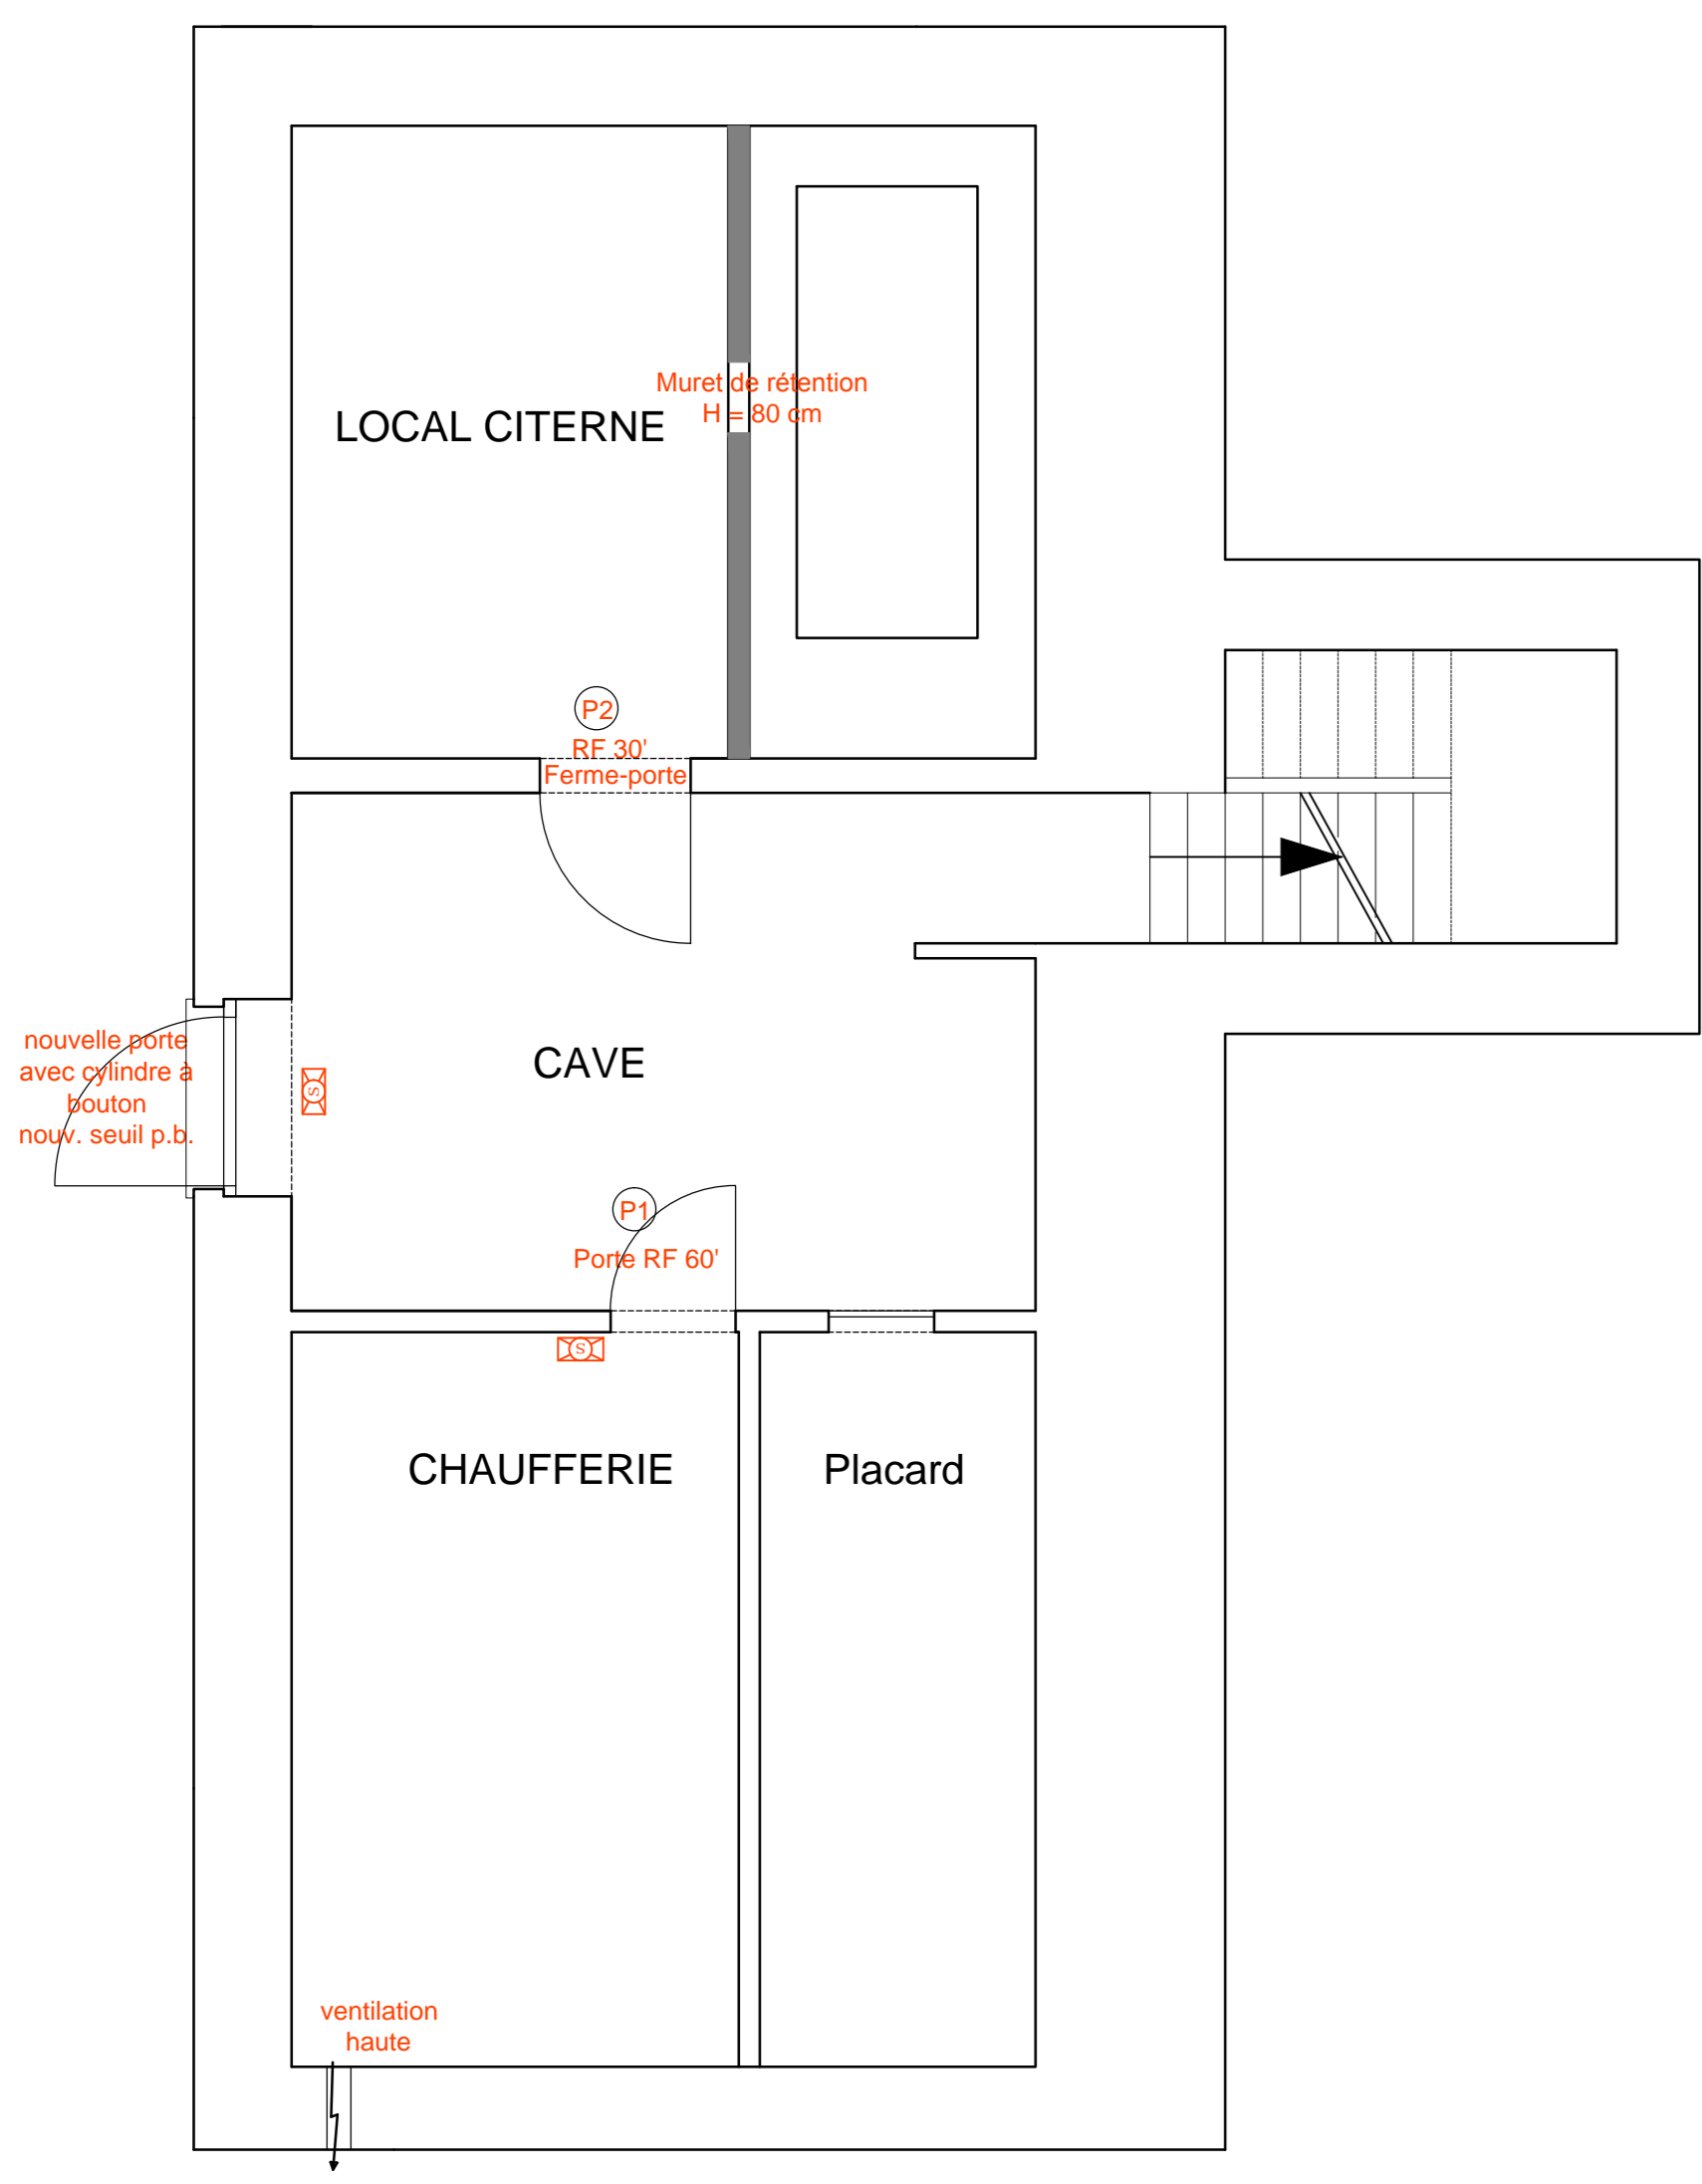 Muret de rétention
H = 80 cm
LOCAL CITERNE
P2
RF 30'
Ferme-porte
nouvelle porte
avec cylindre à
bouton
nouv. seuil p.b.
CAVE
S
P1
Porte RF 60'
S
CHAUFFERIE
Placard
ventilation
haute